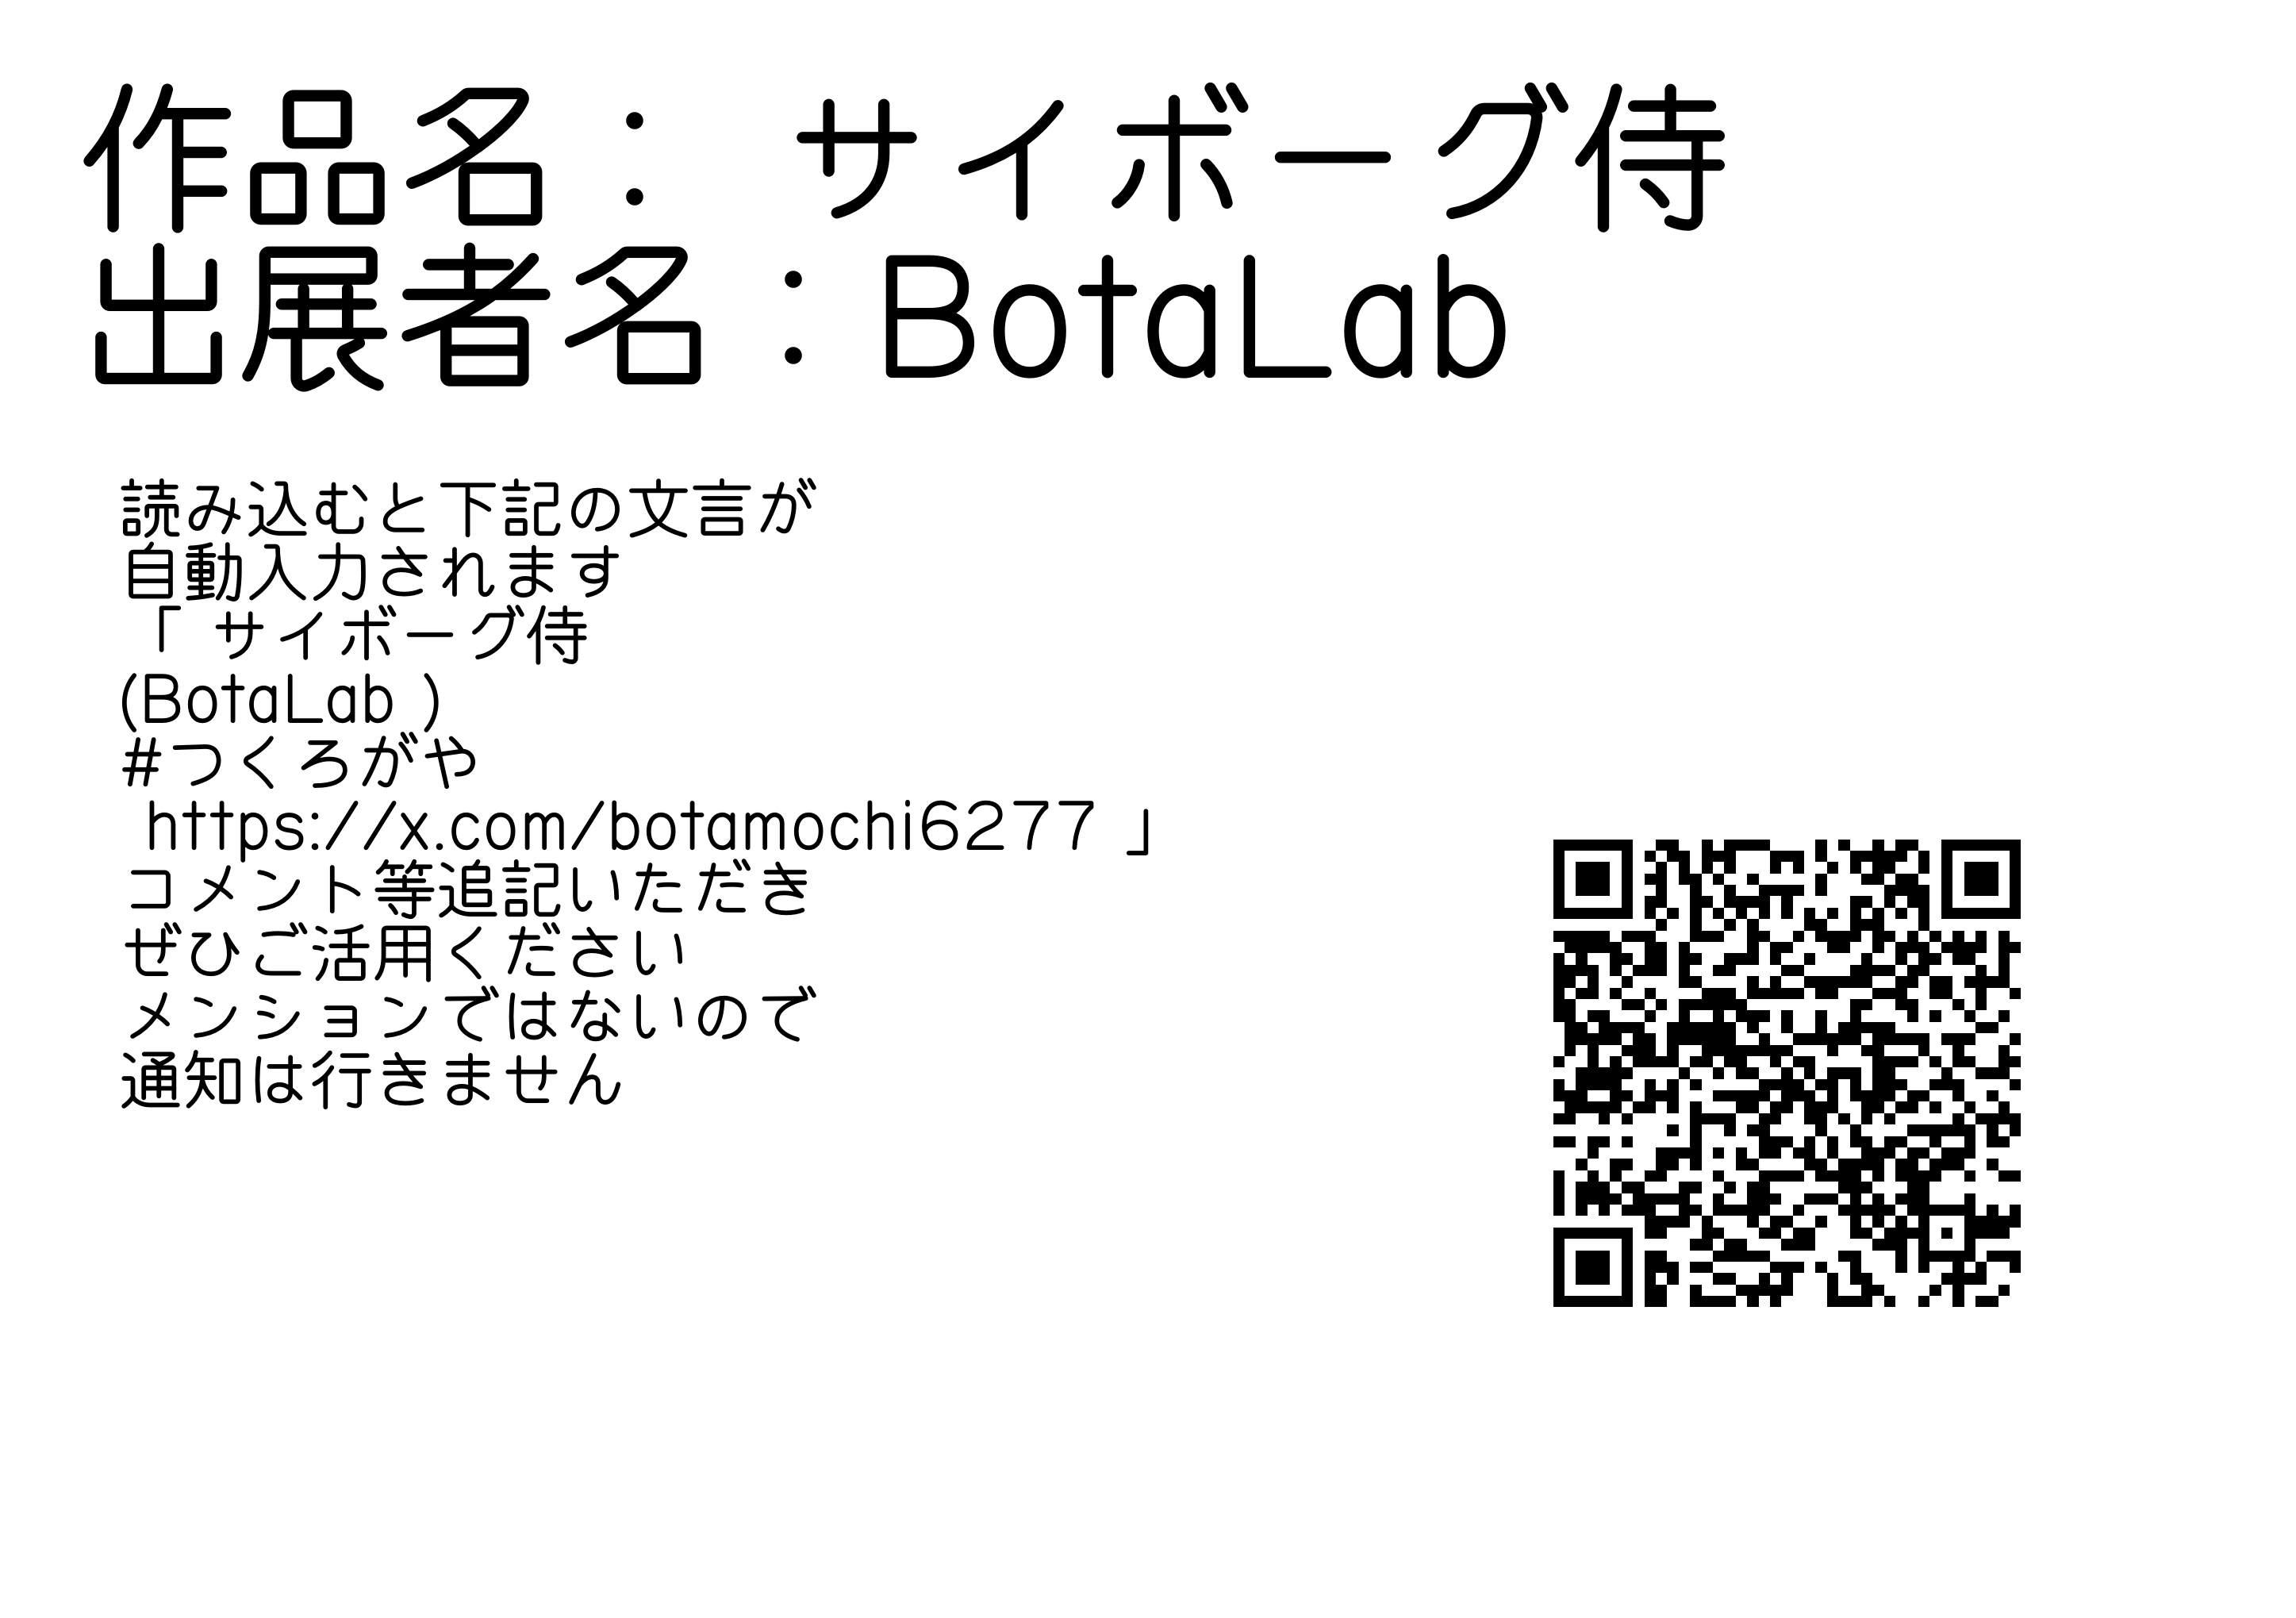 作品名： サイボーグ侍
出展者名：BotaLab
読み込むと下記の文言が
自動入力されます
「 サイボーグ侍
(BotaLab )
#つくろがや
https://x.com/botamochi6277 」
コメント等追記いただき
ぜひご活用ください
メンションではないので
通知は行きません